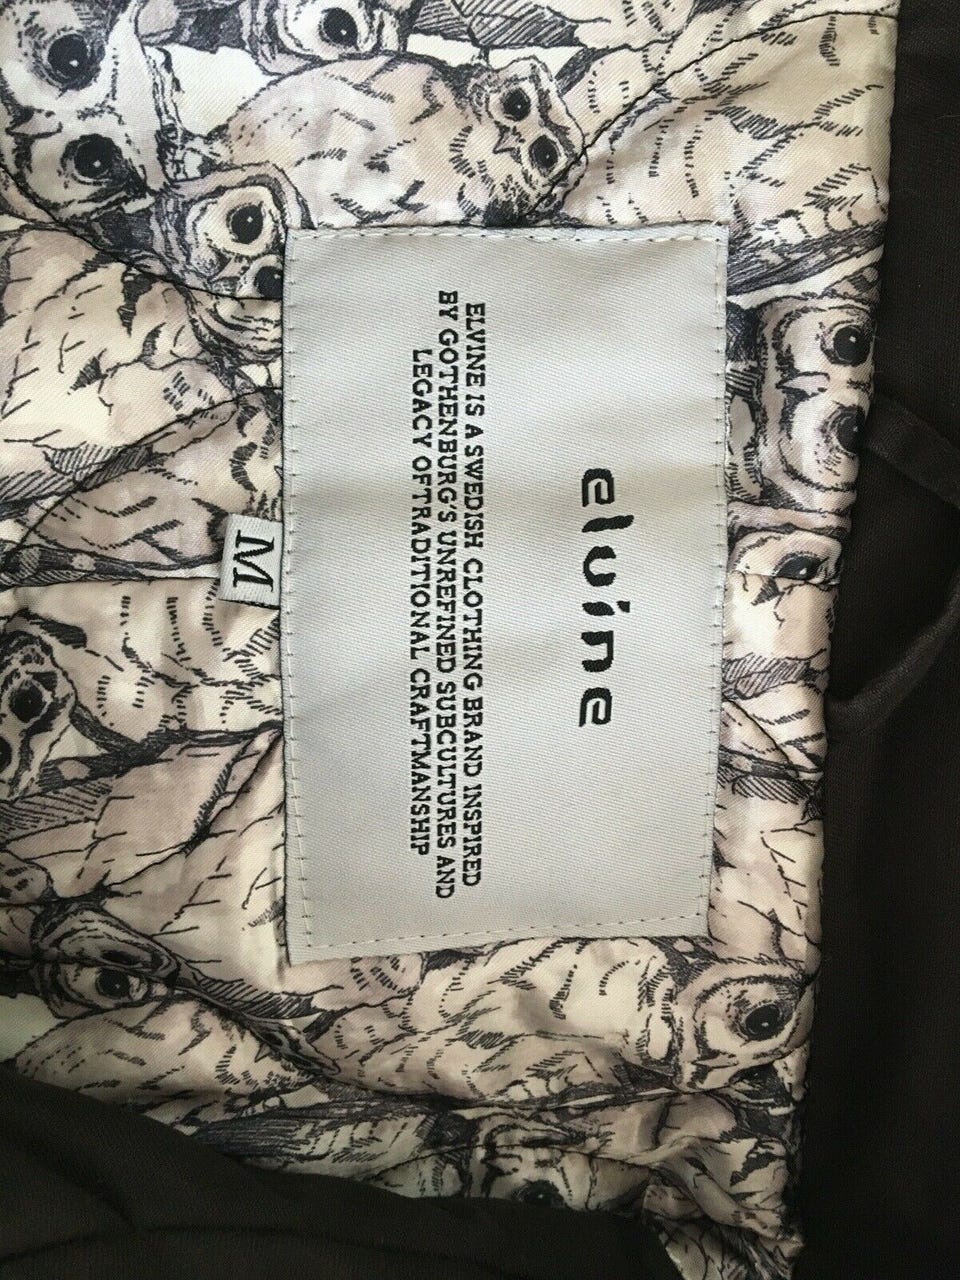 elvine
ELVINE IS A SWEDISH CLOTHING BRAND INSPIRED
BY GOTHENBURG'S UNREFINED SUBCULTURES AND
LEGACY OFTRADITIONAL CRAFTMANSHIP
M